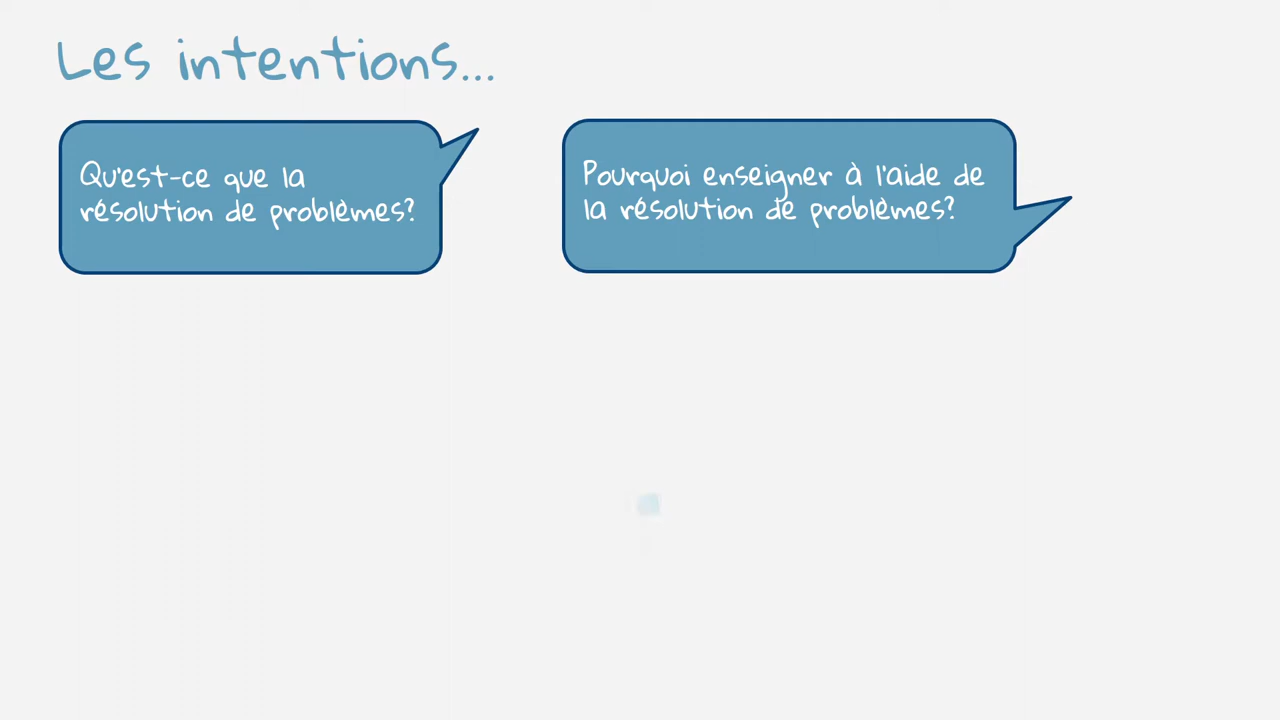 Les intentions...
Qu'est-ce que la
résolution de problèmes?
Pourquoi enseigner à l'aide de
la résolution de problèmes?